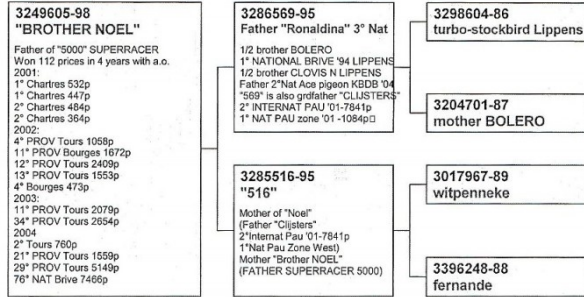 3249605-98
"BROTHER NOEL"
Father of "5000" SUPERRACER
Won 112 prices in 4 years with a.o.
2001:
1° Chartres 532p
1° Chartres 447p
2° Chartres 484p
2° Chartres 364p
2002:
4° PROV Tours 1058p
11° PROV Bourges 1672p
12° PROV Tours 2409p
13° PROV Tours 1553p
4° Bourges 473p
2003:
11° PROV Tours 2079p
34° PROV Tours 2654p
2004
2° Tours 760p
21° PROV Tours 1559p
29° PROV Tours 5149p
76° NAT Brive 7466p
3286569-95
Father "Ronaldina" 3° Nat
1/2 brother BOLERO
1° NATIONAL BRIVE '94 LIPPENS
1/2 brother CLOVIS N LIPPENS
Father 2°Nat Ace pigeon KBDB '04
"569" is also grdfather "CLIJSTERS"
2° INTERNAT PAU '01-7841p
1° NAT PAU zone '01 -1084p□
3285516-95
"516"
Mother of "Noel"
(Father "Clijsters"
2°Internat Pau '01-7841p
1°Nat Pau Zone West)
Mother "Brother NOEL"
(FATHER SUPERRACER 5000)
3298604-86
turbo-stockbird Lippens
3204701-87
mother BOLERO
3017967-89
witpenneke
3396248-88
fernande